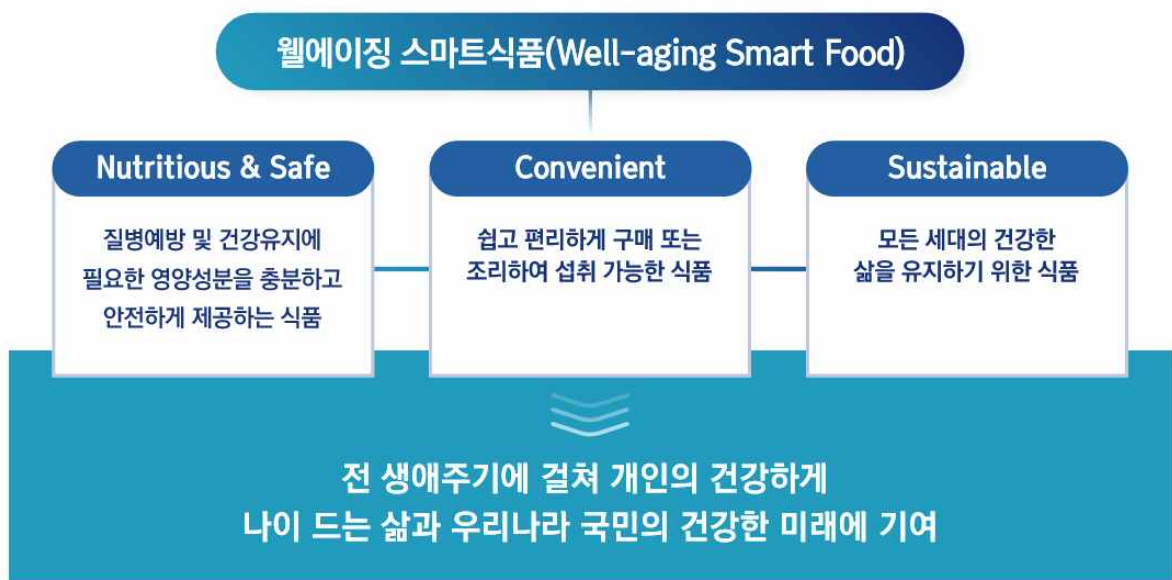 웰에이징 스마트식품(Well-aging Smart Food)
Nutritious & Safe
질병예방 및 건강유지에
필요한 영양성분을 충분하고
안전하게 제공하는 식품
Convenient
쉽고 편리하게 구매 또는
조리하여 섭취 가능한 식품
Sustainable
모든 세대의 건강한
삶을 유지하기 위한 식품
전 생애주기에 걸쳐 개인의 건강하게
나이 드는 삶과 우리나라 국민의 건강한 미래에 기여